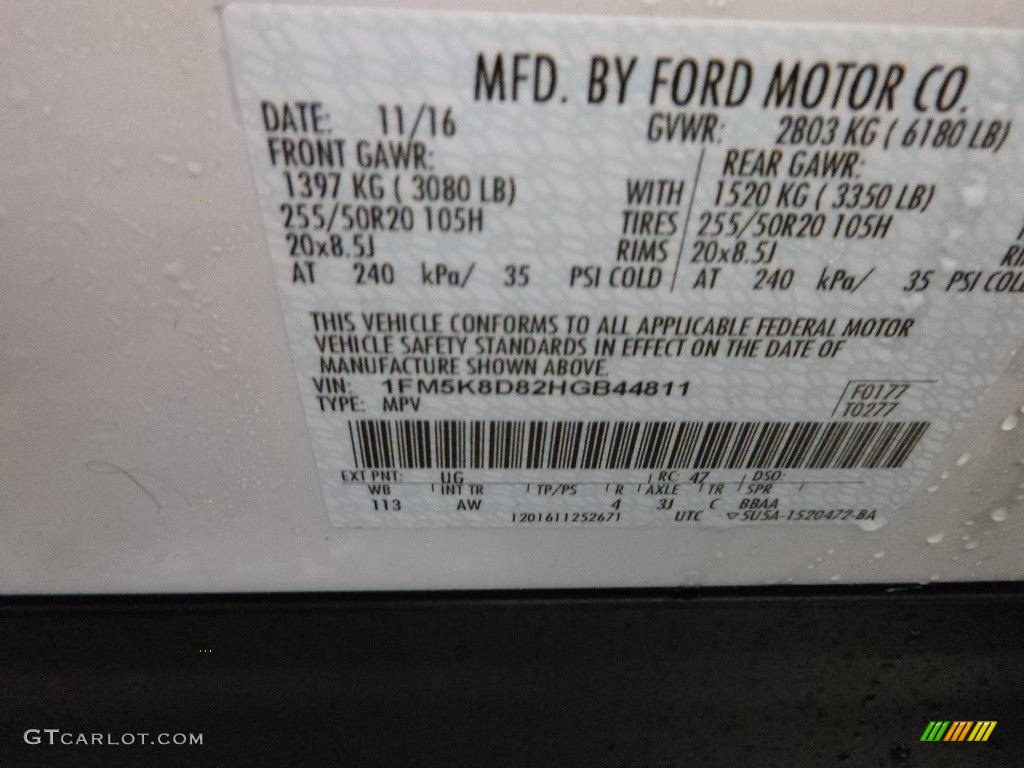 MFD. BY FORD MOTOR CO.
DATE: 11/16 GVWR: 2803 KG ( 6180 LB)
FRONT GAWR: REAR GAWR:
1397 KG ( 3080 LB) WITH 1520 KG ( 3350 LB)
255/50R20 105H TIRES 255/50R20 105H
20x8.5J RIMS 20x8.5J
AT 240 kPa/ 35 PSI COLD AT 240 kPa/ 35 PSI COLD
THIS VEHICLE CONFORMS TO ALL APPLICABLE FEDERAL MOTOR
VEHICLE SAFETY STANDARDS IN EFFECT ON THE DATE OF
MANUFACTURE SHOWN ABOVE.
VIN: 1FM5K8D82HGB44811 F0177
TYPE: MPV T0277
EXT PNT: UG RC: 47 DSO:
WB INT TR TP/PS R AXLE TR SPR
113 AW 4 3J C BBAA
1201611252671 UTC 5U5A-1520472-BA
GTCARLOT.COM